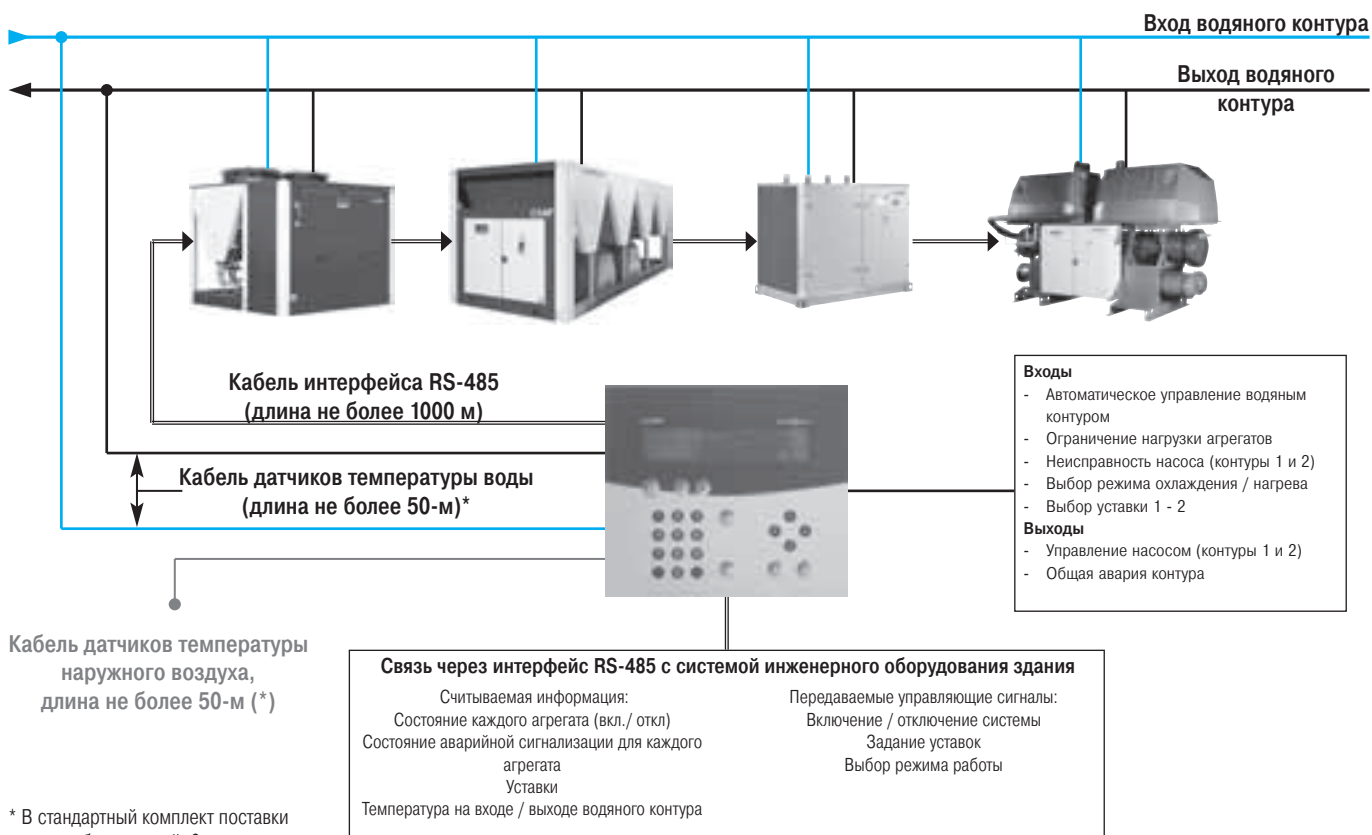 Вход водяного контура
Выход водяного
контура
Кабель интерфейса RS-485
(длина не более 1000 м)
Кабель датчиков температуры воды
(длина не более 50-м)*
Входы
- Автоматическое управление водяным
контуром
- Ограничение нагрузки агрегатов
- Неисправность насоса (контуры 1 и 2)
- Выбор режима охлаждения / нагрева
- Выбор уставки 1 - 2
Выходы
- Управление насосом (контуры 1 и 2)
- Общая авария контура
Кабель датчиков температуры
наружного воздуха,
длина не более 50-м (*)
Связь через интерфейс RS-485 с системой инженерного оборудования здания
Считываемая информация:
Состояние каждого агрегата (вкл./ откл)
Состояние аварийной сигнализации для каждого
агрегата
Уставки
Температура на входе / выходе водяного контура
Передаваемые управляющие сигналы:
Включение / отключение системы
Задание уставок
Выбор режима работы
* В стандартный комплект поставки